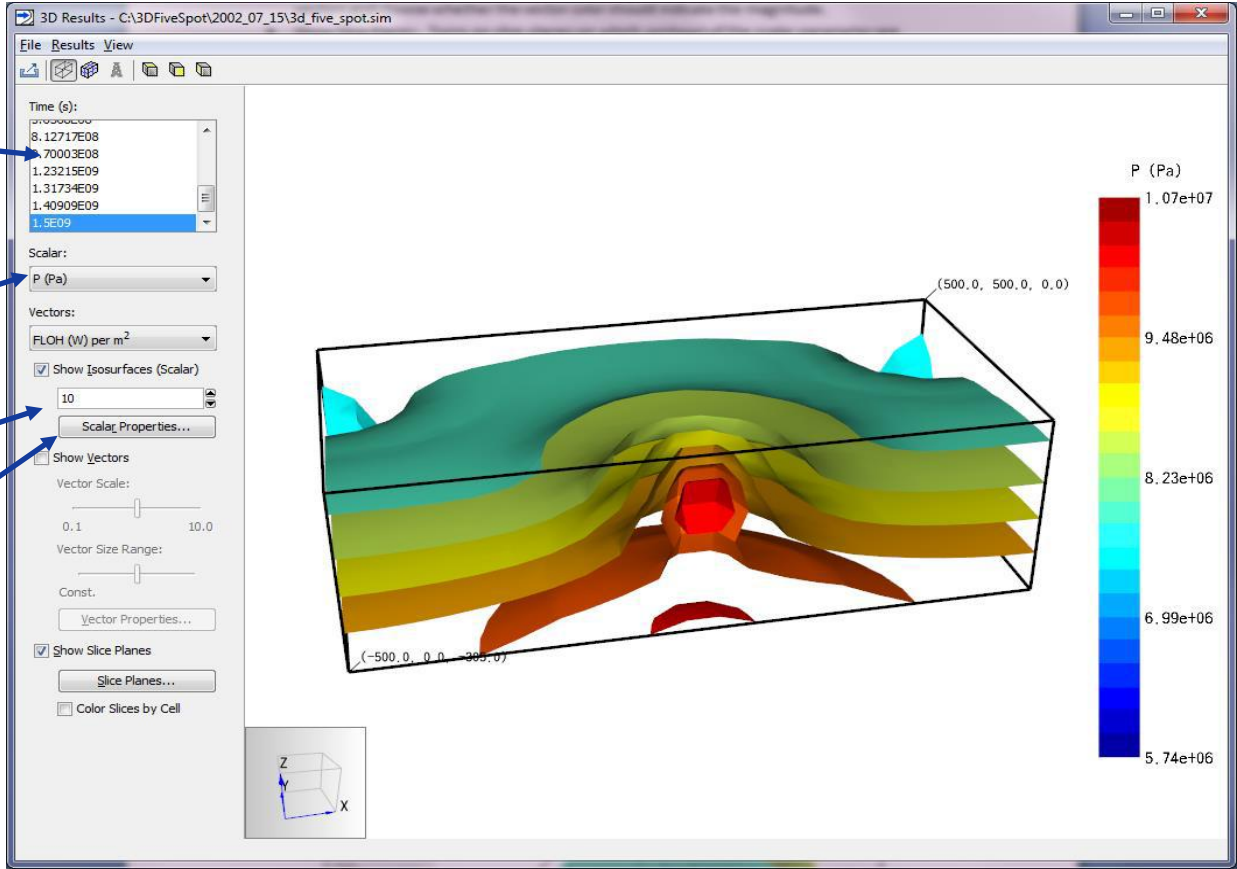 3D Results - C:\3DFiveSpot\2002_07_15\3d_five_spot.sim
File Results View
Time (s):
8.12717E08
.70003E08
1.23215E09
1.31734E09
1.40909E09
1.5E09
Scalar:
P (Pa)
Vectors:
FLOH (W) per m²
Show Isosurfaces (Scalar)
10
Scalar Properties...
Show Vectors
Vector Scale:
0.1 10.0
Vector Size Range:
Const.
Vector Properties...
Show Slice Planes
Slice Planes...
Color Slices by Cell
(500.0, 500.0, 0.0)
(-500.0, 0.0, -305.0)
Z
Y
X
P (Pa)
1.07e+07
9.48e+06
8.23e+06
6.99e+06
5.74e+06